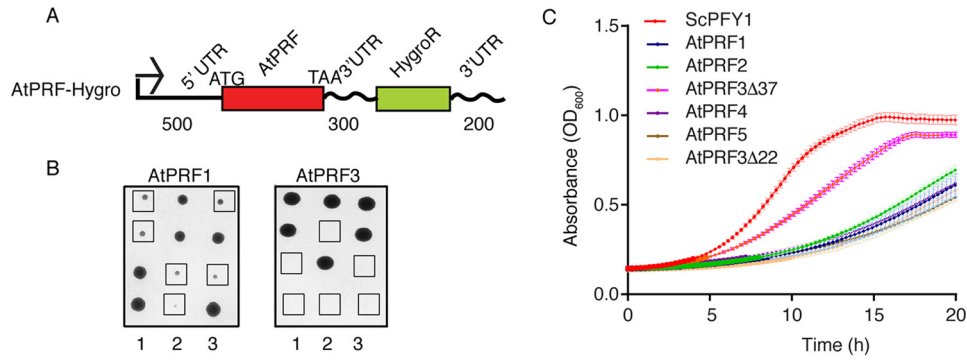 A
AtPRF-Hygro
5' UTR
ATG
AtPRF
TAA
3'UTR
HygroR
3'UTR
500
300
200
B
AtPRF1
AtPRF3
1 2 3
1 2 3
C
ScPFY1
AtPRF1
AtPRF2
AtPRF3Δ37
AtPRF4
AtPRF5
AtPRF3Δ22
Absorbance (OD600)
1.5
1.0
0.5
0.0
0 5 10 15 20
Time (h)